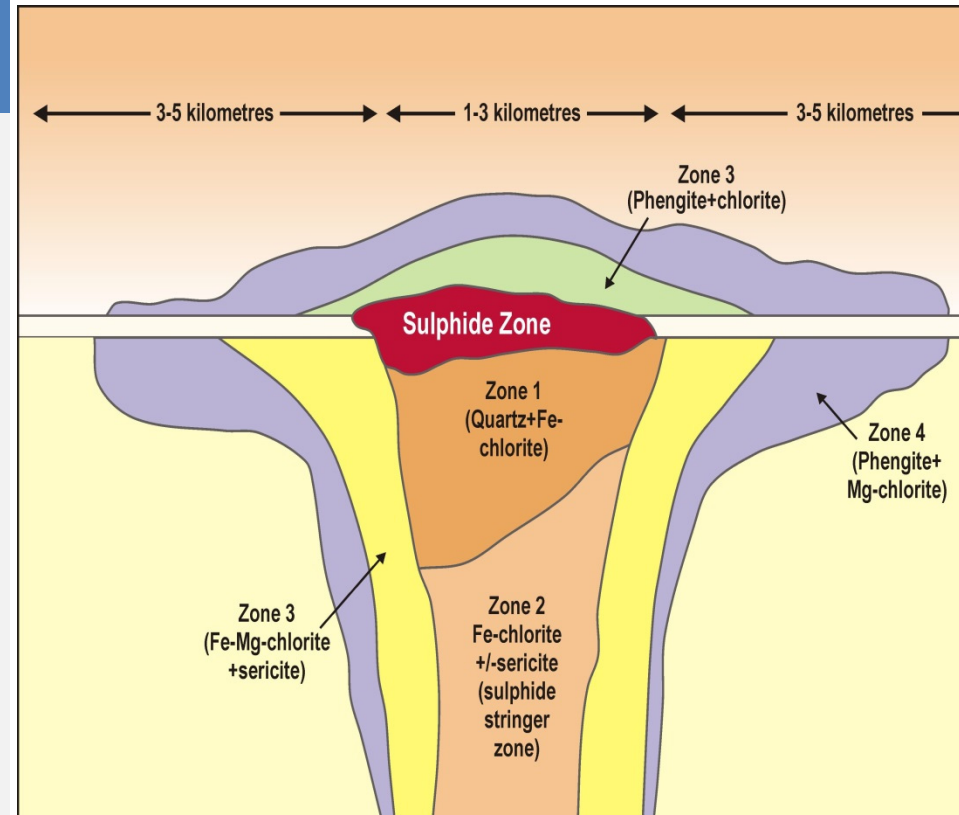 3-5 kilometres
1-3 kilometres
3-5 kilometres
Zone 3
(Phengite+chlorite)
Sulphide Zone
Zone 1
(Quartz+Fe-
chlorite)
Zone 4
(Phengite+
Mg-chlorite)
Zone 3
(Fe-Mg-chlorite
+sericite)
Zone 2
Fe-chlorite
+/-sericite
(sulphide
stringer
zone)